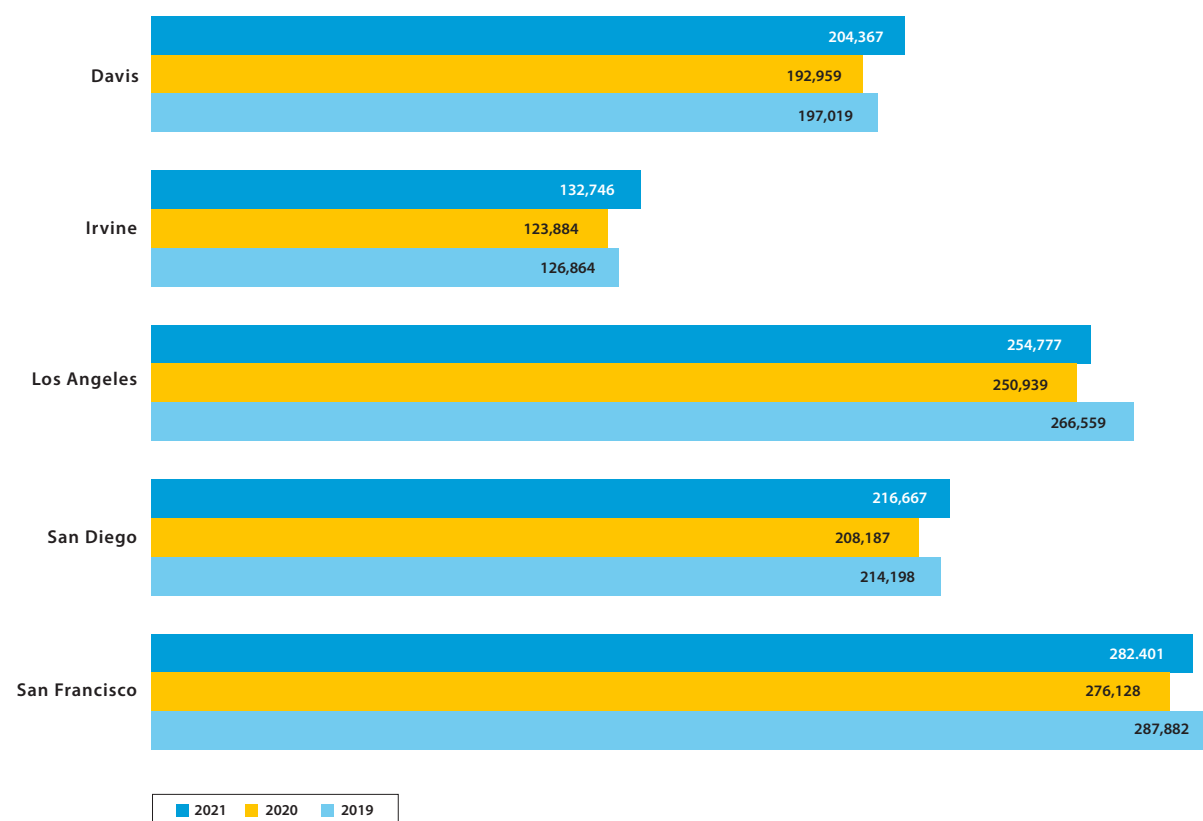 204,367
Davis
192,959
197,019
132,746
Irvine
123,884
126,864
254,777
Los Angeles
250,939
266,559
216,667
San Diego
208,187
214,198
282.401
San Francisco
276,128
287,882
2021 2020 2019